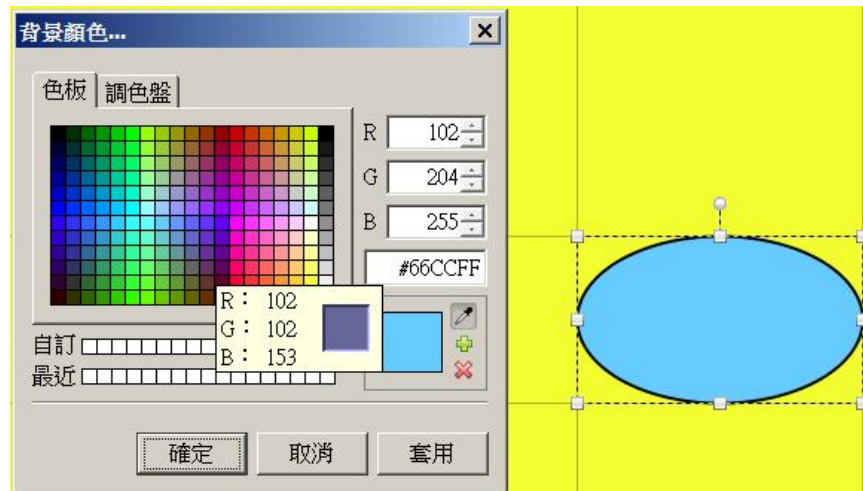 背景顏色...
色板 調色盤
R 102
G 204
B 255
#66CCFF
R： 102
G： 102
B： 153
自訂
最近
確定 取消 套用